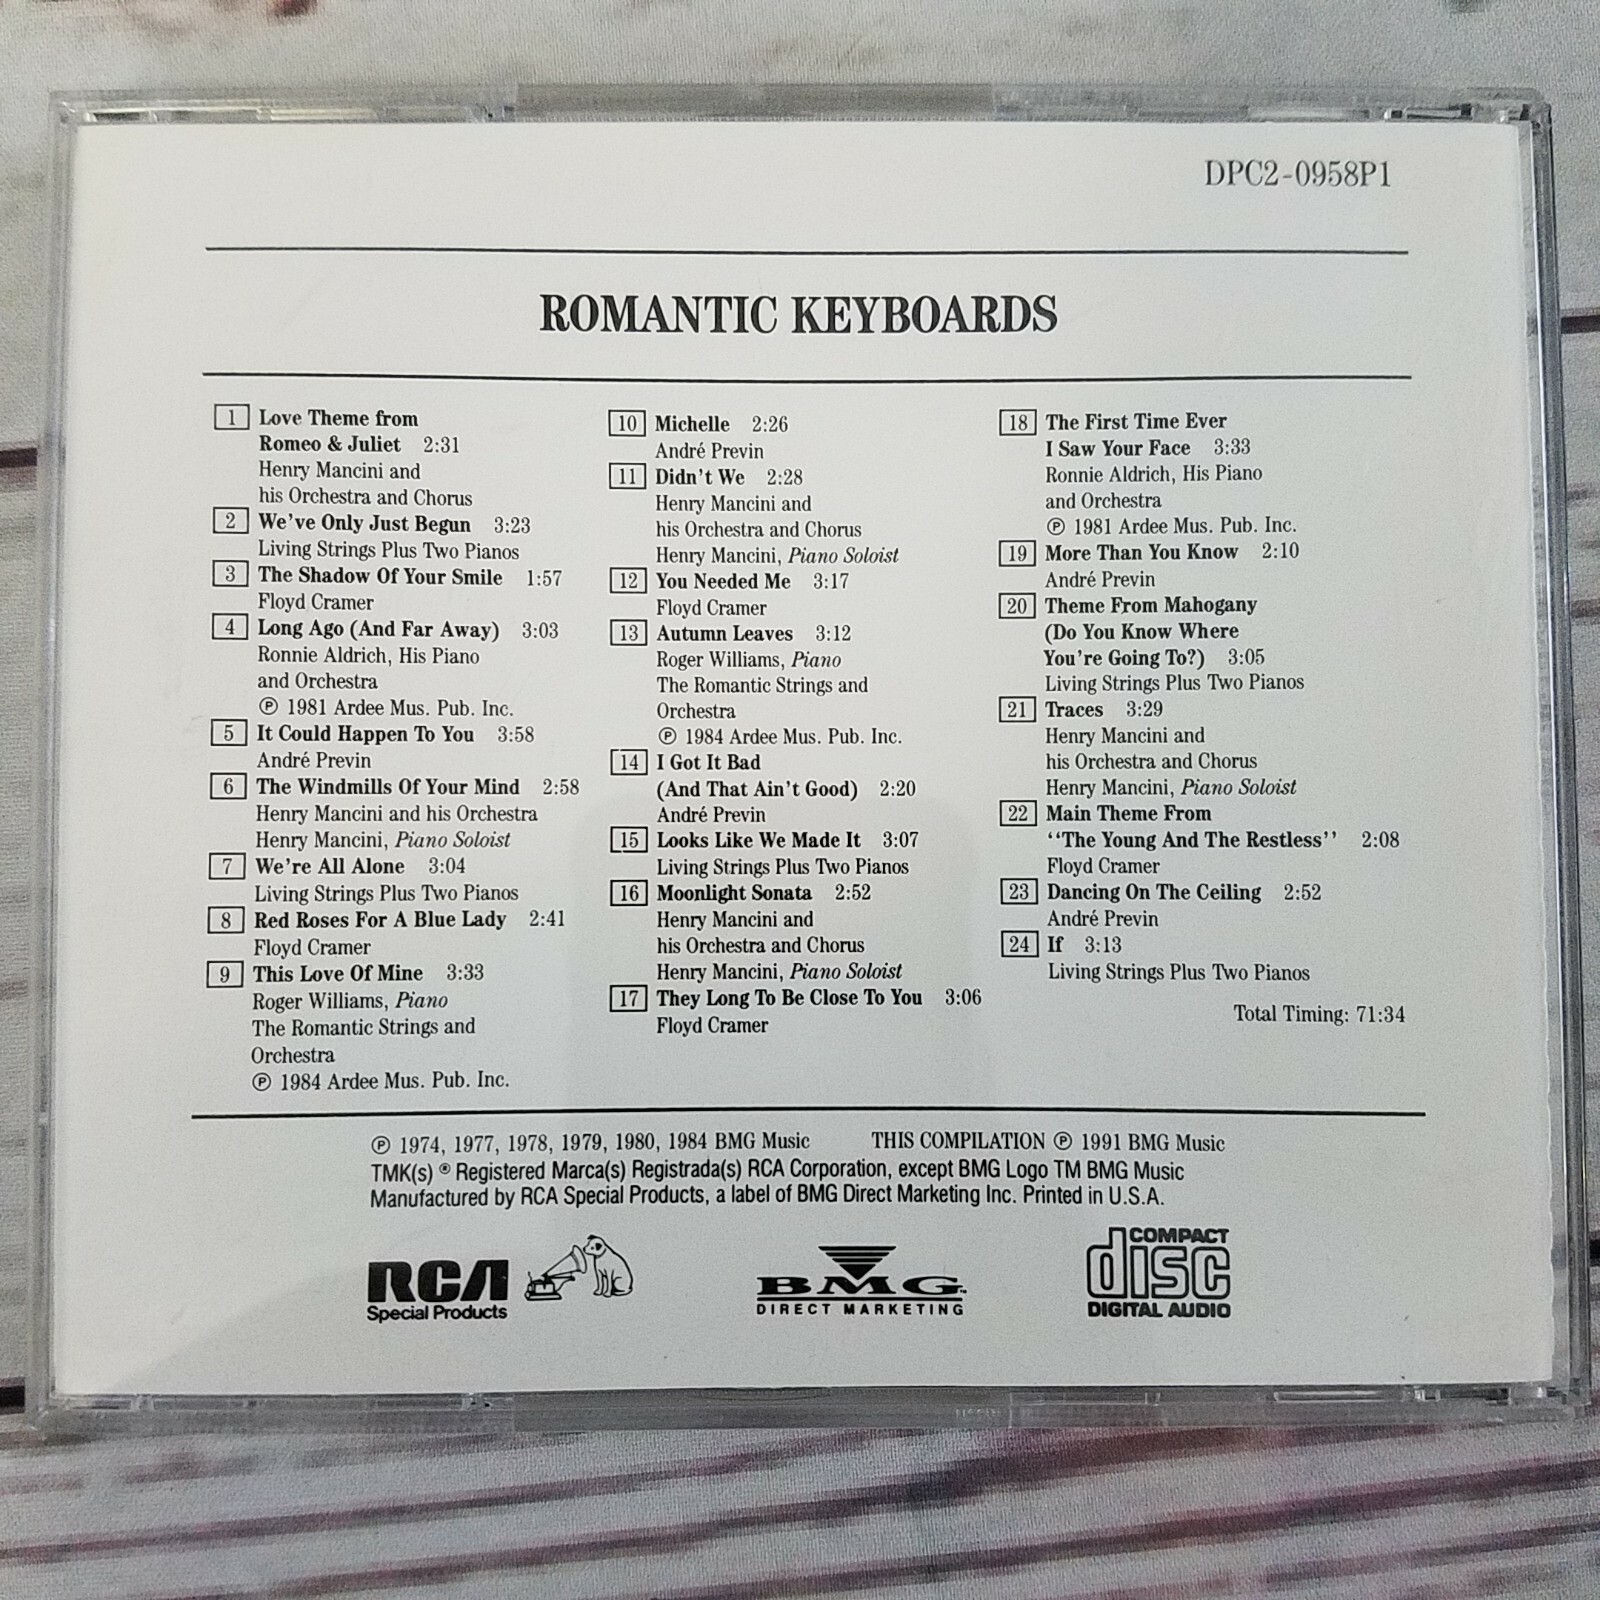 DPC2-0958P1
ROMANTIC KEYBOARDS
1 Love Theme from
Romeo & Juliet 2:31
Henry Mancini and
his Orchestra and Chorus
2 We've Only Just Begun 3:23
Living Strings Plus Two Pianos
3 The Shadow Of Your Smile 1:57
Floyd Cramer
4 Long Ago (And Far Away) 3:03
Ronnie Aldrich, His Piano
and Orchestra
℗ 1981 Ardee Mus. Pub. Inc.
5 It Could Happen To You 3:58
André Previn
6 The Windmills Of Your Mind 2:58
Henry Mancini and his Orchestra
Henry Mancini, Piano Soloist
7 We're All Alone 3:04
Living Strings Plus Two Pianos
8 Red Roses For A Blue Lady 2:41
Floyd Cramer
9 This Love Of Mine 3:33
Roger Williams, Piano
The Romantic Strings and
Orchestra
℗ 1984 Ardee Mus. Pub. Inc.
10 Michelle 2:26
André Previn
11 Didn't We 2:28
Henry Mancini and
his Orchestra and Chorus
Henry Mancini, Piano Soloist
12 You Needed Me 3:17
Floyd Cramer
13 Autumn Leaves 3:12
Roger Williams, Piano
The Romantic Strings and
Orchestra
℗ 1984 Ardee Mus. Pub. Inc.
14 I Got It Bad
(And That Ain't Good) 2:20
André Previn
15 Looks Like We Made It 3:07
Living Strings Plus Two Pianos
16 Moonlight Sonata 2:52
Henry Mancini and
his Orchestra and Chorus
Henry Mancini, Piano Soloist
17 They Long To Be Close To You 3:06
Floyd Cramer
18 The First Time Ever
I Saw Your Face 3:33
Ronnie Aldrich, His Piano
and Orchestra
℗ 1981 Ardee Mus. Pub. Inc.
19 More Than You Know 2:10
André Previn
20 Theme From Mahogany
(Do You Know Where
You're Going To?) 3:05
Living Strings Plus Two Pianos
21 Traces 3:29
Henry Mancini and
his Orchestra and Chorus
Henry Mancini, Piano Soloist
22 Main Theme From
"The Young And The Restless" 2:08
Floyd Cramer
23 Dancing On The Ceiling 2:52
André Previn
24 If 3:13
Living Strings Plus Two Pianos
Total Timing: 71:34
℗ 1974, 1977, 1978, 1979, 1980, 1984 BMG Music THIS COMPILATION ℗ 1991 BMG Music
TMK(s) ® Registered Marca(s) Registrada(s) RCA Corporation, except BMG Logo TM BMG Music
Manufactured by RCA Special Products, a label of BMG Direct Marketing Inc. Printed in U.S.A.
RCA
Special Products
BMG™
DIRECT MARKETING
COMPACT
disc
DIGITAL AUDIO